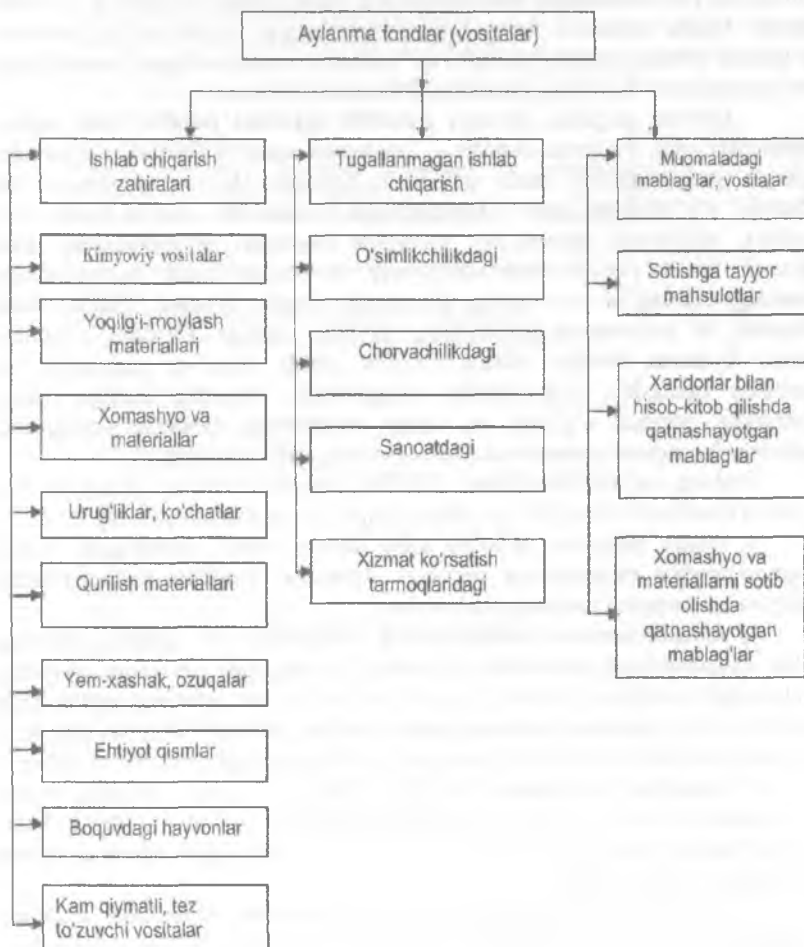 Aylanma fondlar (vositalar)
Ishlab chiqarish
zahiralari
Kimyoviy vositalar
Yoqilg'i-moylash
materiallari
Xomashyo va
materiallar
Urug'liklar, ko'chatlar
Qurilish materiallari
Yem-xashak, ozuqalar
Ehtiyot qismlar
Boquvdagi hayvonlar
Kam qiymatli, tez
to'zuvchi vositalar
Tugallanmagan ishlab
chiqarish
O'simlikchilikdagi
Chorvachilikdagi
Sanoatdagi
Xizmat ko'rsatish
tarmoqlaridagi
Muomaladagi
mablag'lar, vositalar
Sotishga tayyor
mahsulotlar
Xaridorlar bilan
hisob-kitob qilishda
qatnashayotgan
mablag'lar
Xomashyo va
materiallarni sotib
olishda
qatnashayotgan
mablag'lar